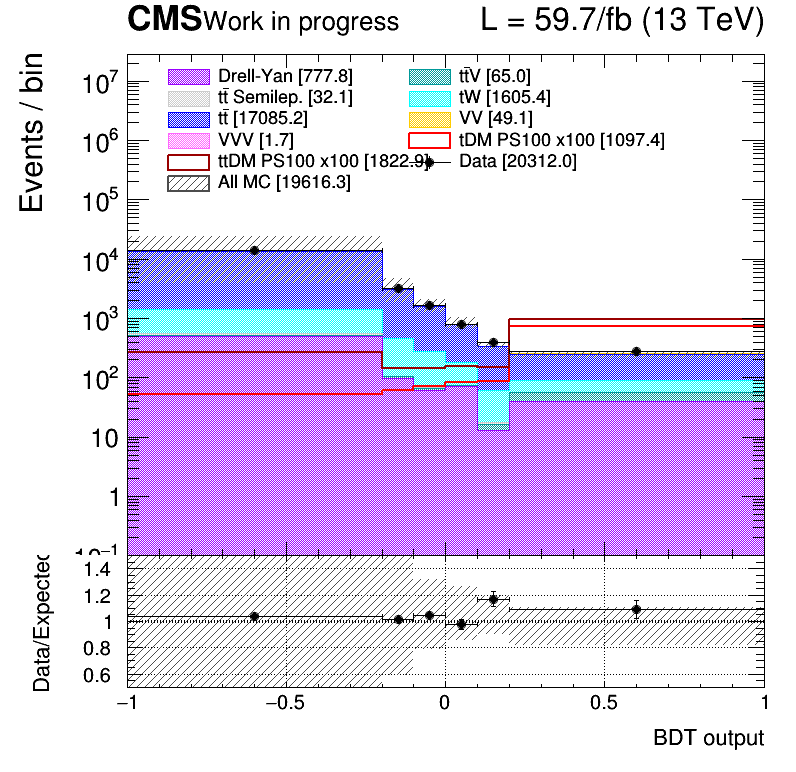 CMS Work in progress L = 59.7/fb (13 TeV)
Events / bin
10⁷
10⁶
10⁵
10⁴
10³
10²
10
1
10⁻¹
Drell-Yan [777.8]
tt̄V [65.0]
tt̄ Semilep. [32.1]
tW [1605.4]
tt̄ [17085.2]
VV [49.1]
VVV [1.7]
tDM PS100 x100 [1097.4]
ttDM PS100 x100 [1822.9]
Data [20312.0]
All MC [19616.3]
Data/Expected
1.4
1.2
1
0.8
0.6
−1 −0.5 0 0.5 1
BDT output